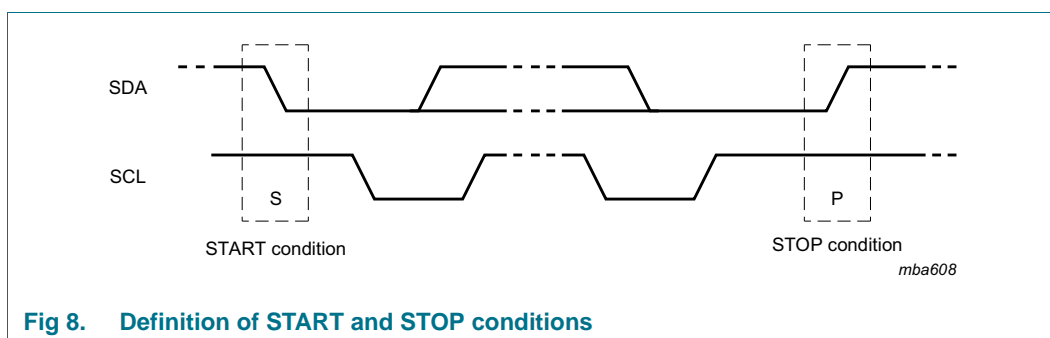 SDA
SCL
S
P
START condition
STOP condition
mba608
Fig 8. Definition of START and STOP conditions